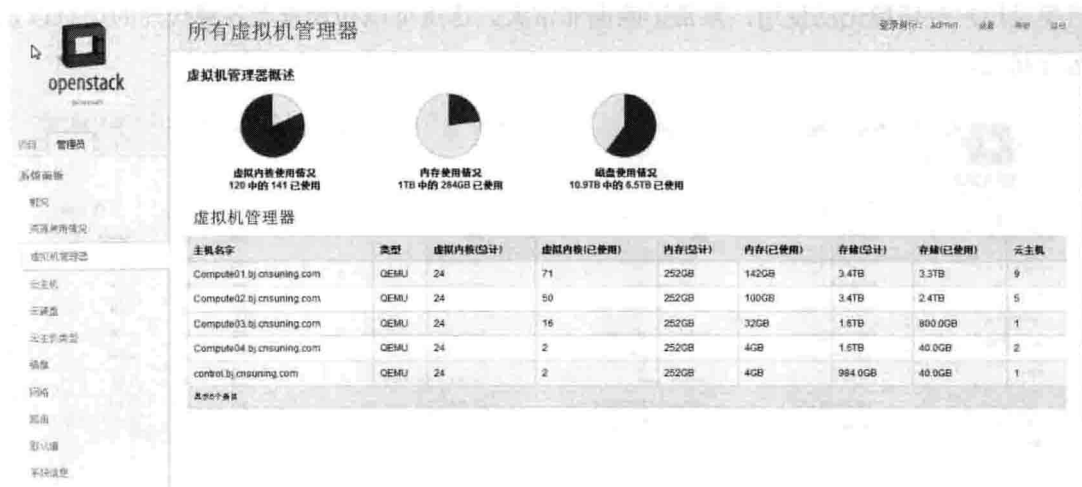 所有虚拟机管理器
admin
openstack
虚拟机管理器概述
管理员
虚拟内核使用情况
120 中的 141 已使用
内存使用情况
1TB 中的 284GB 已使用
磁盘使用情况
10.9TB 中的 6.5TB 已使用
系统面板
概况
资源使用情况
虚拟机管理器
云主机
云硬盘
云主机类型
镜像
网络
路由
默认值
系统信息
虚拟机管理器
主机名字 类型 虚拟内核(总计) 虚拟内核(已使用) 内存(总计) 内存(已使用) 存储(总计) 存储(已使用) 云主机
Compute01.bj.cnsuning.com QEMU 24 71 252GB 142GB 3.4TB 3.3TB 9
Compute02.bj.cnsuning.com QEMU 24 50 252GB 100GB 3.4TB 2.4TB 5
Compute03.bj.cnsuning.com QEMU 24 16 252GB 32GB 1.6TB 800.0GB 1
Compute04.bj.cnsuning.com QEMU 24 2 252GB 4GB 1.6TB 40.0GB 2
control.bj.cnsuning.com QEMU 24 2 252GB 4GB 984.0GB 40.0GB 1